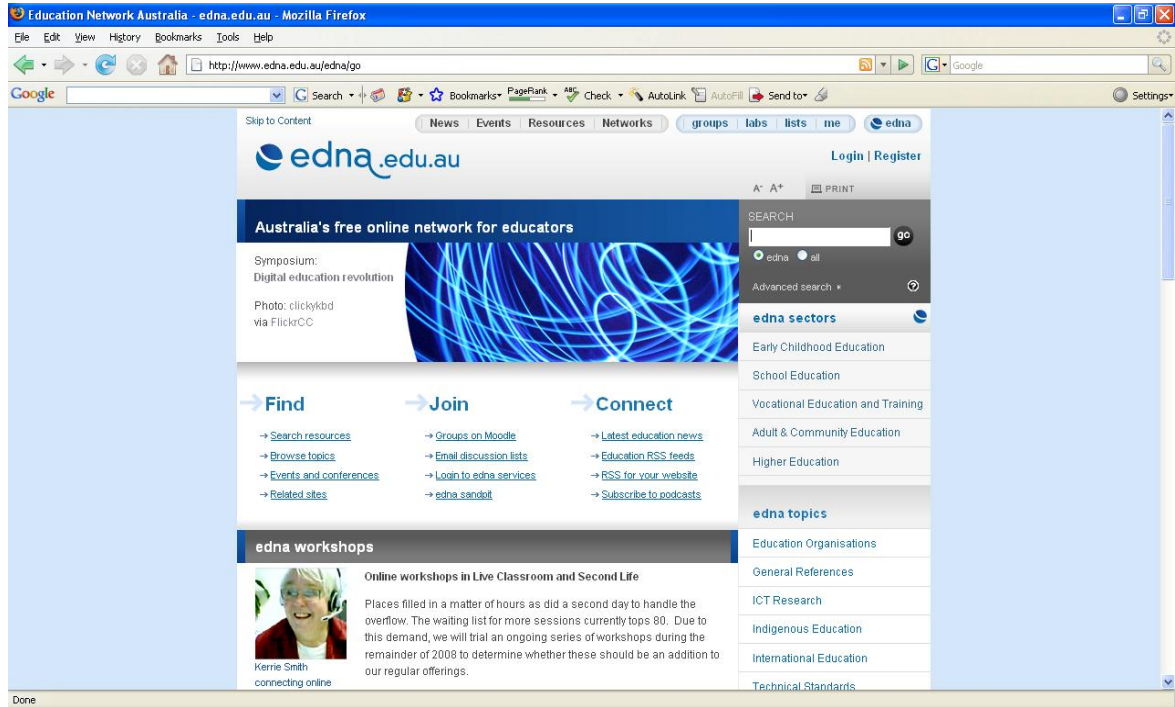 Education Network Australia - edna.edu.au - Mozilla Firefox
File Edit View History Bookmarks Tools Help
http://www.edna.edu.au/edna/go
G Google
Google
G Search Bookmarks PageRank ABC Check AutoLink AutoFill Send to Settings
Skip to Content
News Events Resources Networks groups labs lists me edna
edna.edu.au
Login | Register
A- A+ PRINT
Australia's free online network for educators
Symposium:
Digital education revolution
Photo: clickykbd
via FlickrCC
SEARCH
go
edna all
Advanced search
?
edna sectors
Early Childhood Education
School Education
Vocational Education and Training
Adult & Community Education
Higher Education
Find
→ Search resources
→ Browse topics
→ Events and conferences
→ Related sites
Join
→ Groups on Moodle
→ Email discussion lists
→ Login to edna services
→ edna sandpit
Connect
→ Latest education news
→ Education RSS feeds
→ RSS for your website
→ Subscribe to podcasts
edna topics
Education Organisations
General References
ICT Research
Indigenous Education
International Education
Technical Standards
edna workshops
Online workshops in Live Classroom and Second Life
Places filled in a matter of hours as did a second day to handle the
overflow. The waiting list for more sessions currently tops 80. Due to
this demand, we will trial an ongoing series of workshops during the
remainder of 2008 to determine whether these should be an addition to
our regular offerings.
Kerrie Smith
connecting online
Done